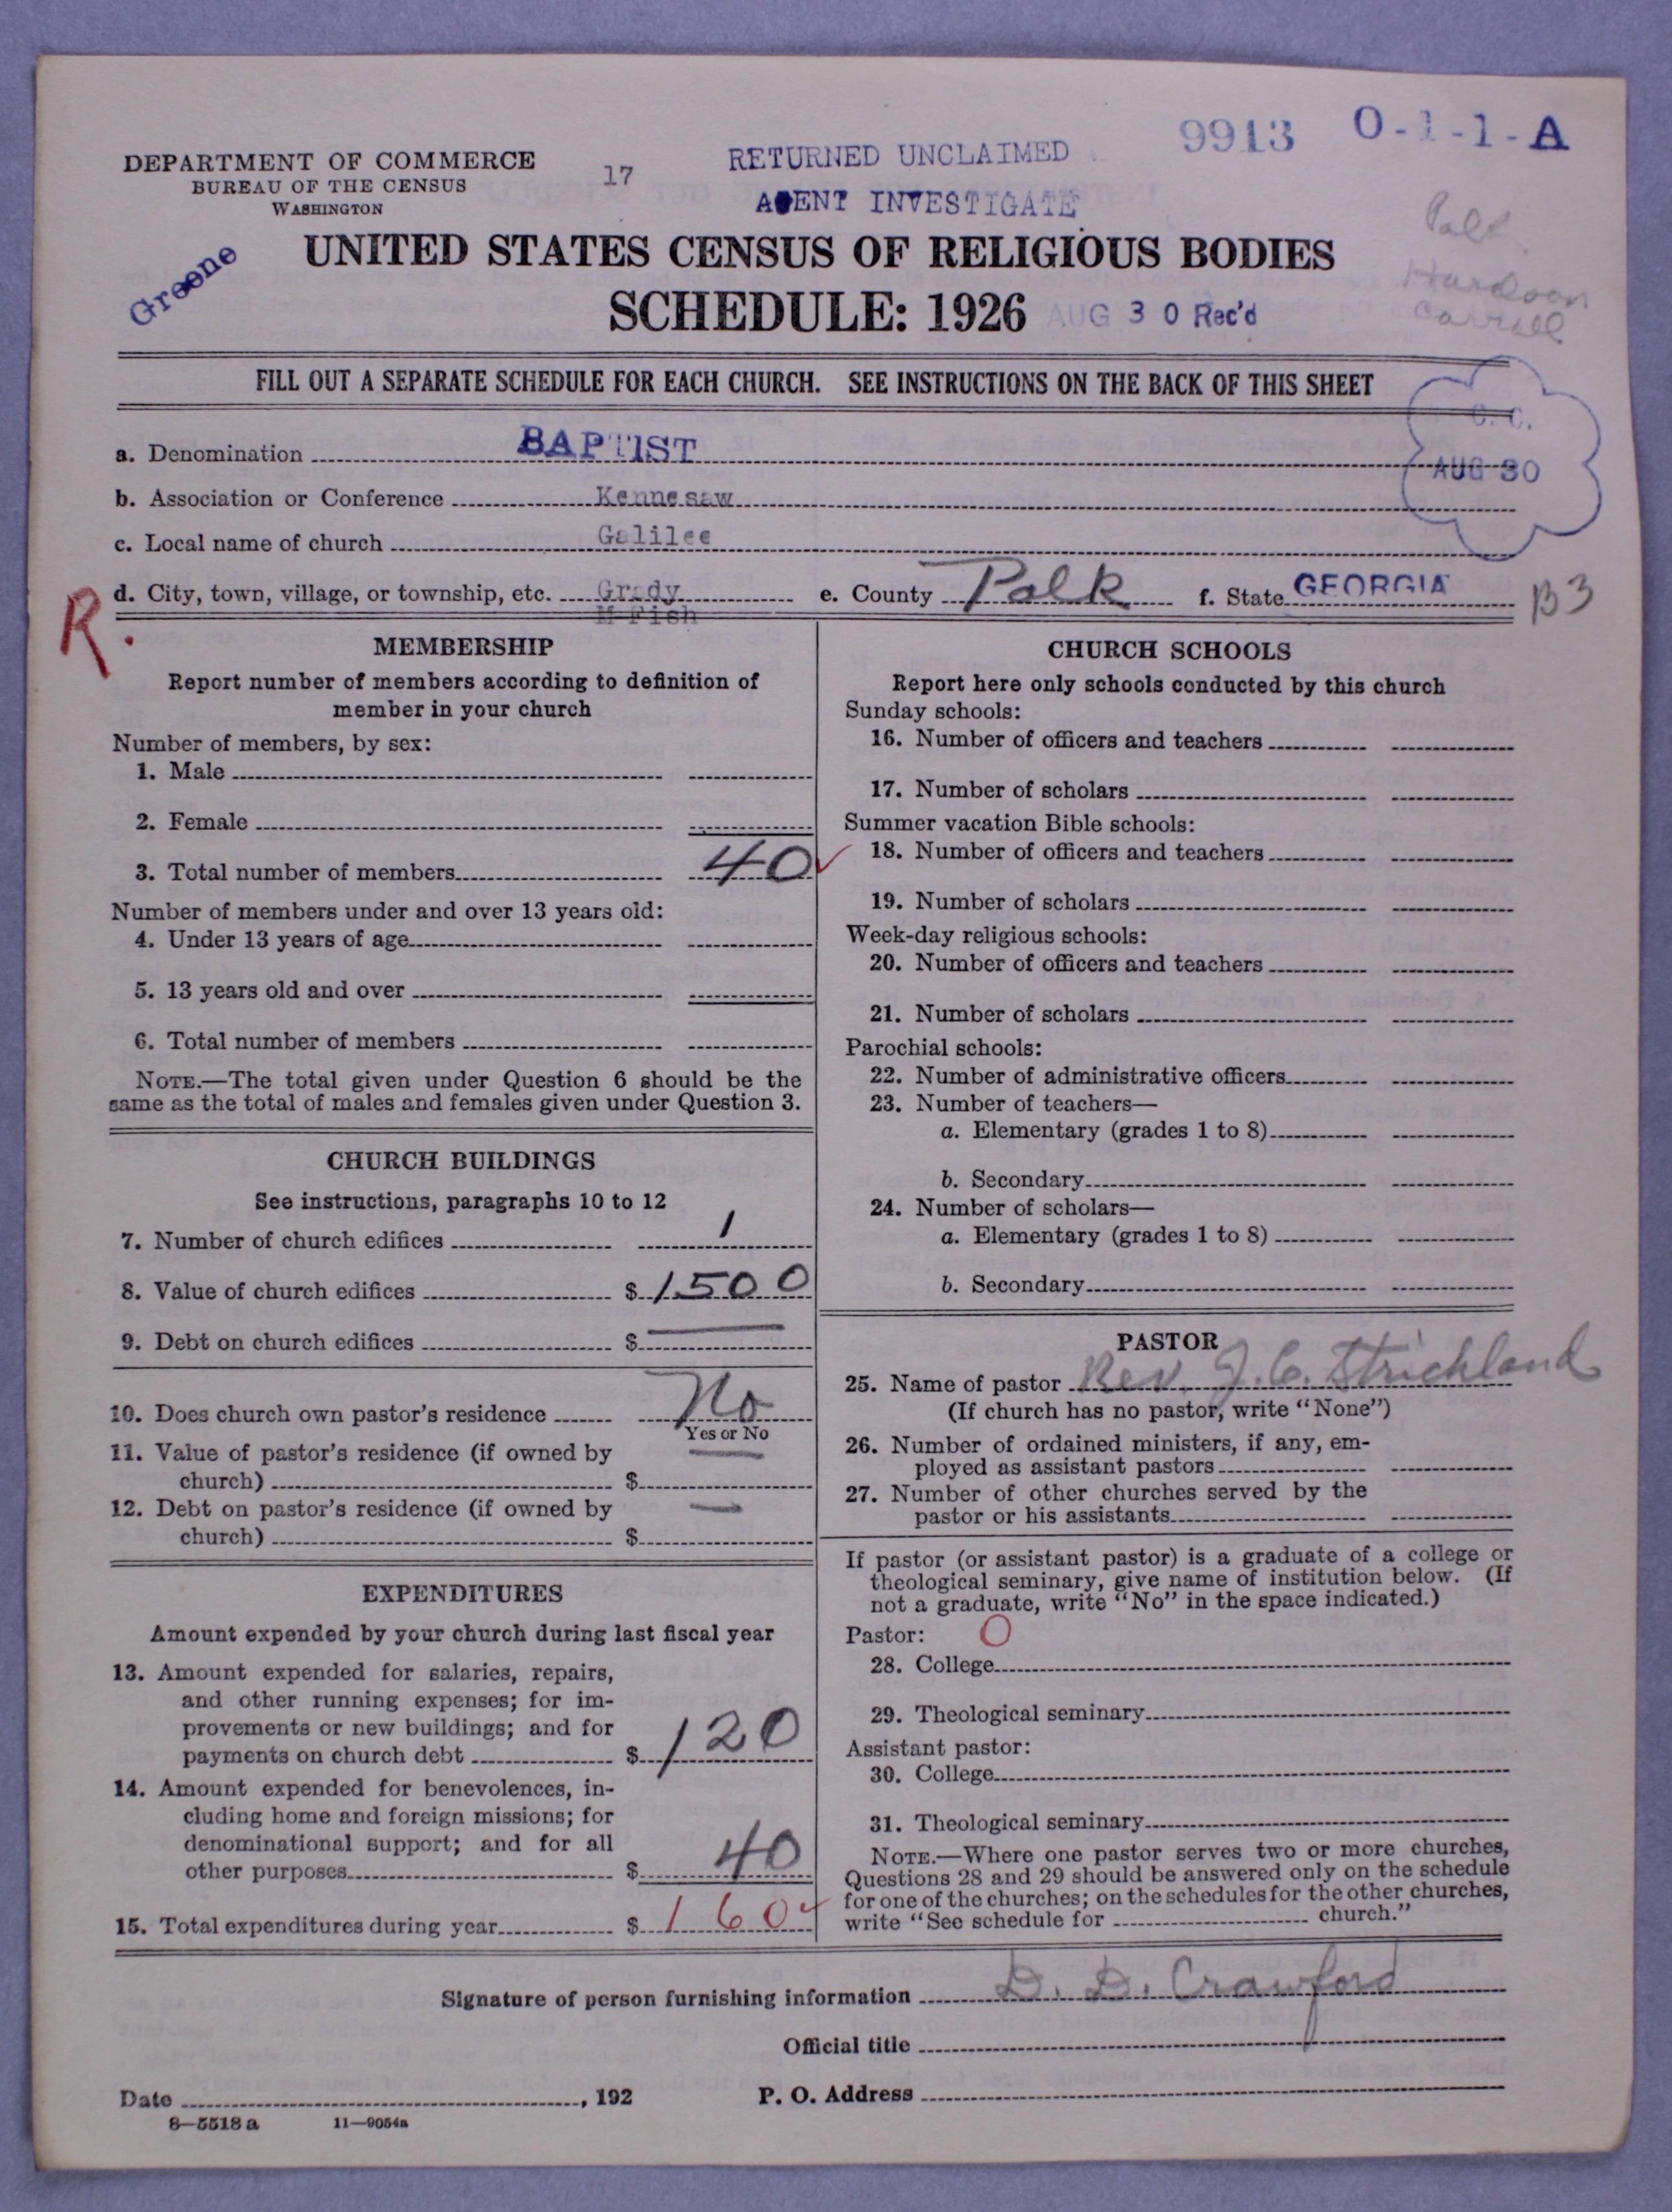 9913 0-1-1-A
RETURNED UNCLAIMED
AGENT INVESTIGATE
DEPARTMENT OF COMMERCE
BUREAU OF THE CENSUS
WASHINGTON
17
Greene
Polk
Carroll
UNITED STATES CENSUS OF RELIGIOUS BODIES
SCHEDULE: 1926
AUG 30 Rec'd
FILL OUT A SEPARATE SCHEDULE FOR EACH CHURCH. SEE INSTRUCTIONS ON THE BACK OF THIS SHEET
AUG 30
a. Denomination BAPTIST
b. Association or Conference Kennesaw
c. Local name of church Galilee
d. City, town, village, or township, etc. Grady e. County Polk f. State GEORGIA B3
M Fish
R.
MEMBERSHIP
Report number of members according to definition of
member in your church
Number of members, by sex:
1. Male
2. Female
3. Total number of members 40 ✓
Number of members under and over 13 years old:
4. Under 13 years of age
5. 13 years old and over
6. Total number of members
NOTE.—The total given under Question 6 should be the
same as the total of males and females given under Question 3.
CHURCH BUILDINGS
See instructions, paragraphs 10 to 12
7. Number of church edifices 1
8. Value of church edifices $ 1500
9. Debt on church edifices $ —
10. Does church own pastor's residence No
Yes or No
11. Value of pastor's residence (if owned by —
church) $
12. Debt on pastor's residence (if owned by —
church) $
EXPENDITURES
Amount expended by your church during last fiscal year
13. Amount expended for salaries, repairs,
and other running expenses; for im-
provements or new buildings; and for
payments on church debt $ 120
14. Amount expended for benevolences, in-
cluding home and foreign missions; for
denominational support; and for all
other purposes $ 40
15. Total expenditures during year $ 160 ✓
CHURCH SCHOOLS
Report here only schools conducted by this church
Sunday schools:
16. Number of officers and teachers
17. Number of scholars
Summer vacation Bible schools:
18. Number of officers and teachers
19. Number of scholars
Week-day religious schools:
20. Number of officers and teachers
21. Number of scholars
Parochial schools:
22. Number of administrative officers
23. Number of teachers—
a. Elementary (grades 1 to 8)
b. Secondary
24. Number of scholars—
a. Elementary (grades 1 to 8)
b. Secondary
PASTOR
25. Name of pastor Rev. J. C. Strickland
(If church has no pastor, write "None")
26. Number of ordained ministers, if any, em-
ployed as assistant pastors
27. Number of other churches served by the
pastor or his assistants
If pastor (or assistant pastor) is a graduate of a college or
theological seminary, give name of institution below. (If
not a graduate, write "No" in the space indicated.)
Pastor: O
28. College
29. Theological seminary
Assistant pastor:
30. College
31. Theological seminary
NOTE.—Where one pastor serves two or more churches,
Questions 28 and 29 should be answered only on the schedule
for one of the churches; on the schedules for the other churches,
write "See schedule for church."
Signature of person furnishing information D. D. Crawford
Official title
Date , 192 P. O. Address
8—5518a 11—9054a